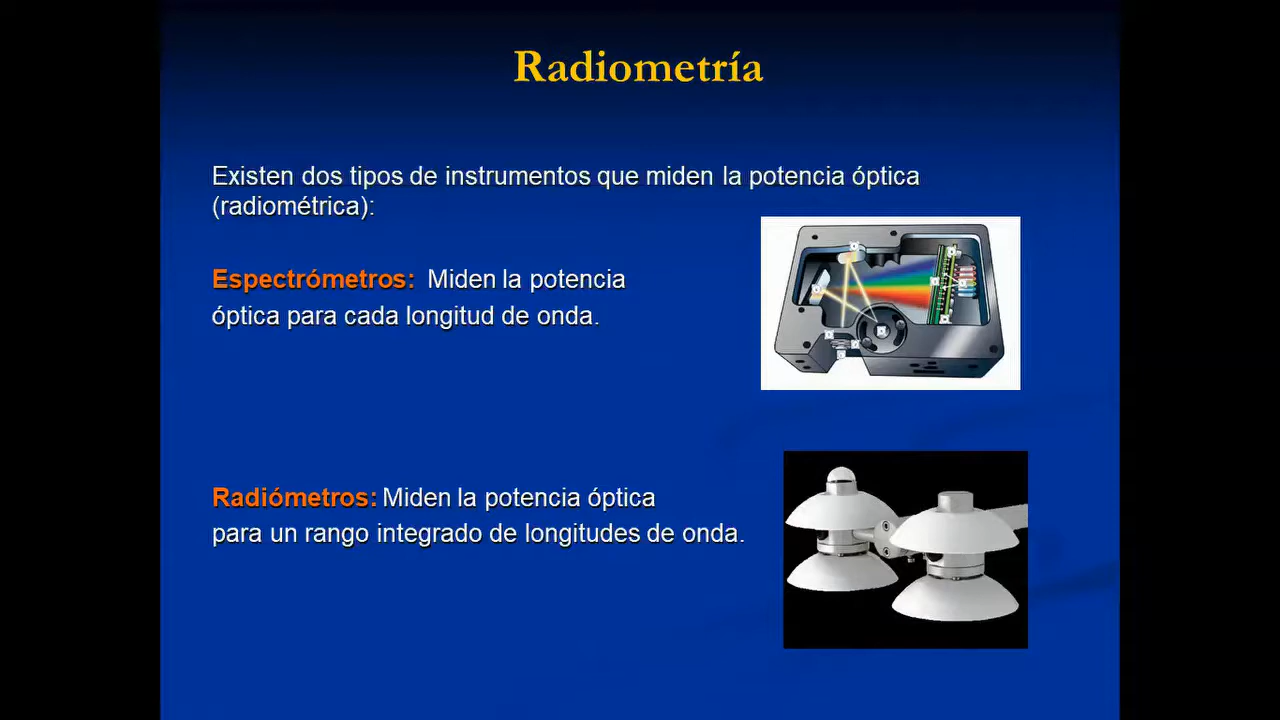 Radiometría
Existen dos tipos de instrumentos que miden la potencia óptica
(radiométrica):
Espectrómetros: Miden la potencia
óptica para cada longitud de onda.
Radiómetros: Miden la potencia óptica
para un rango integrado de longitudes de onda.